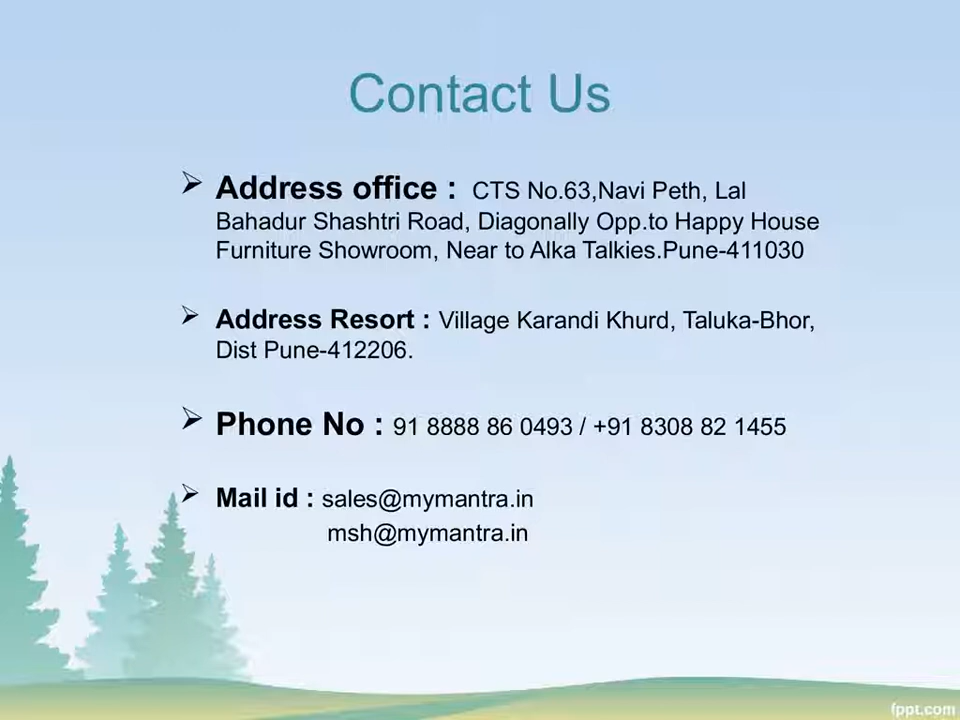 Contact Us
➢ Address office : CTS No.63,Navi Peth, Lal
Bahadur Shashtri Road, Diagonally Opp.to Happy House
Furniture Showroom, Near to Alka Talkies.Pune-411030
➢ Address Resort : Village Karandi Khurd, Taluka-Bhor,
Dist Pune-412206.
➢ Phone No : 91 8888 86 0493 / +91 8308 82 1455
➢ Mail id : sales@mymantra.in
msh@mymantra.in
fppt.com